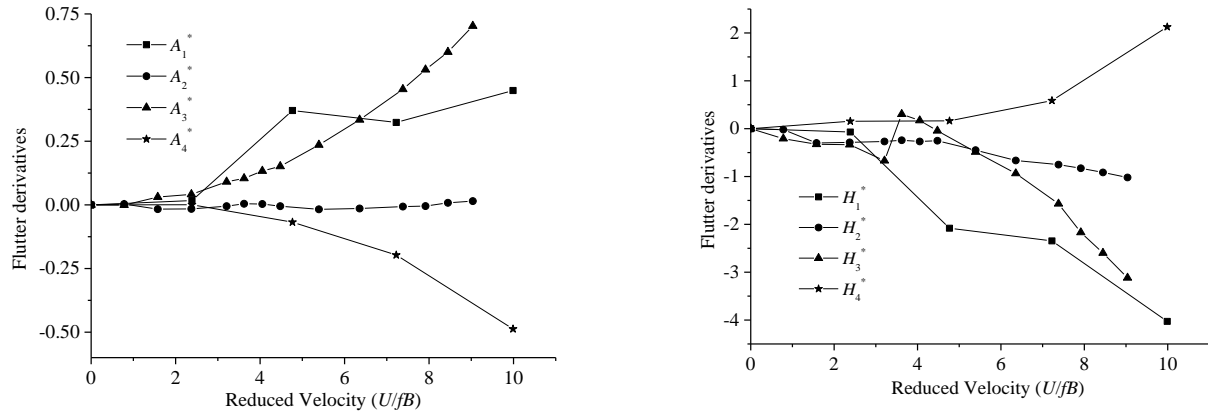 Flutter derivatives
0.75
0.50
0.25
0.00
-0.25
-0.50
A1*
A2*
A3*
A4*
0 2 4 6 8 10
Reduced Velocity (U/fB)
Flutter derivatives
2
1
0
-1
-2
-3
-4
H1*
H2*
H3*
H4*
0 2 4 6 8 10
Reduced Velocity (U/fB)